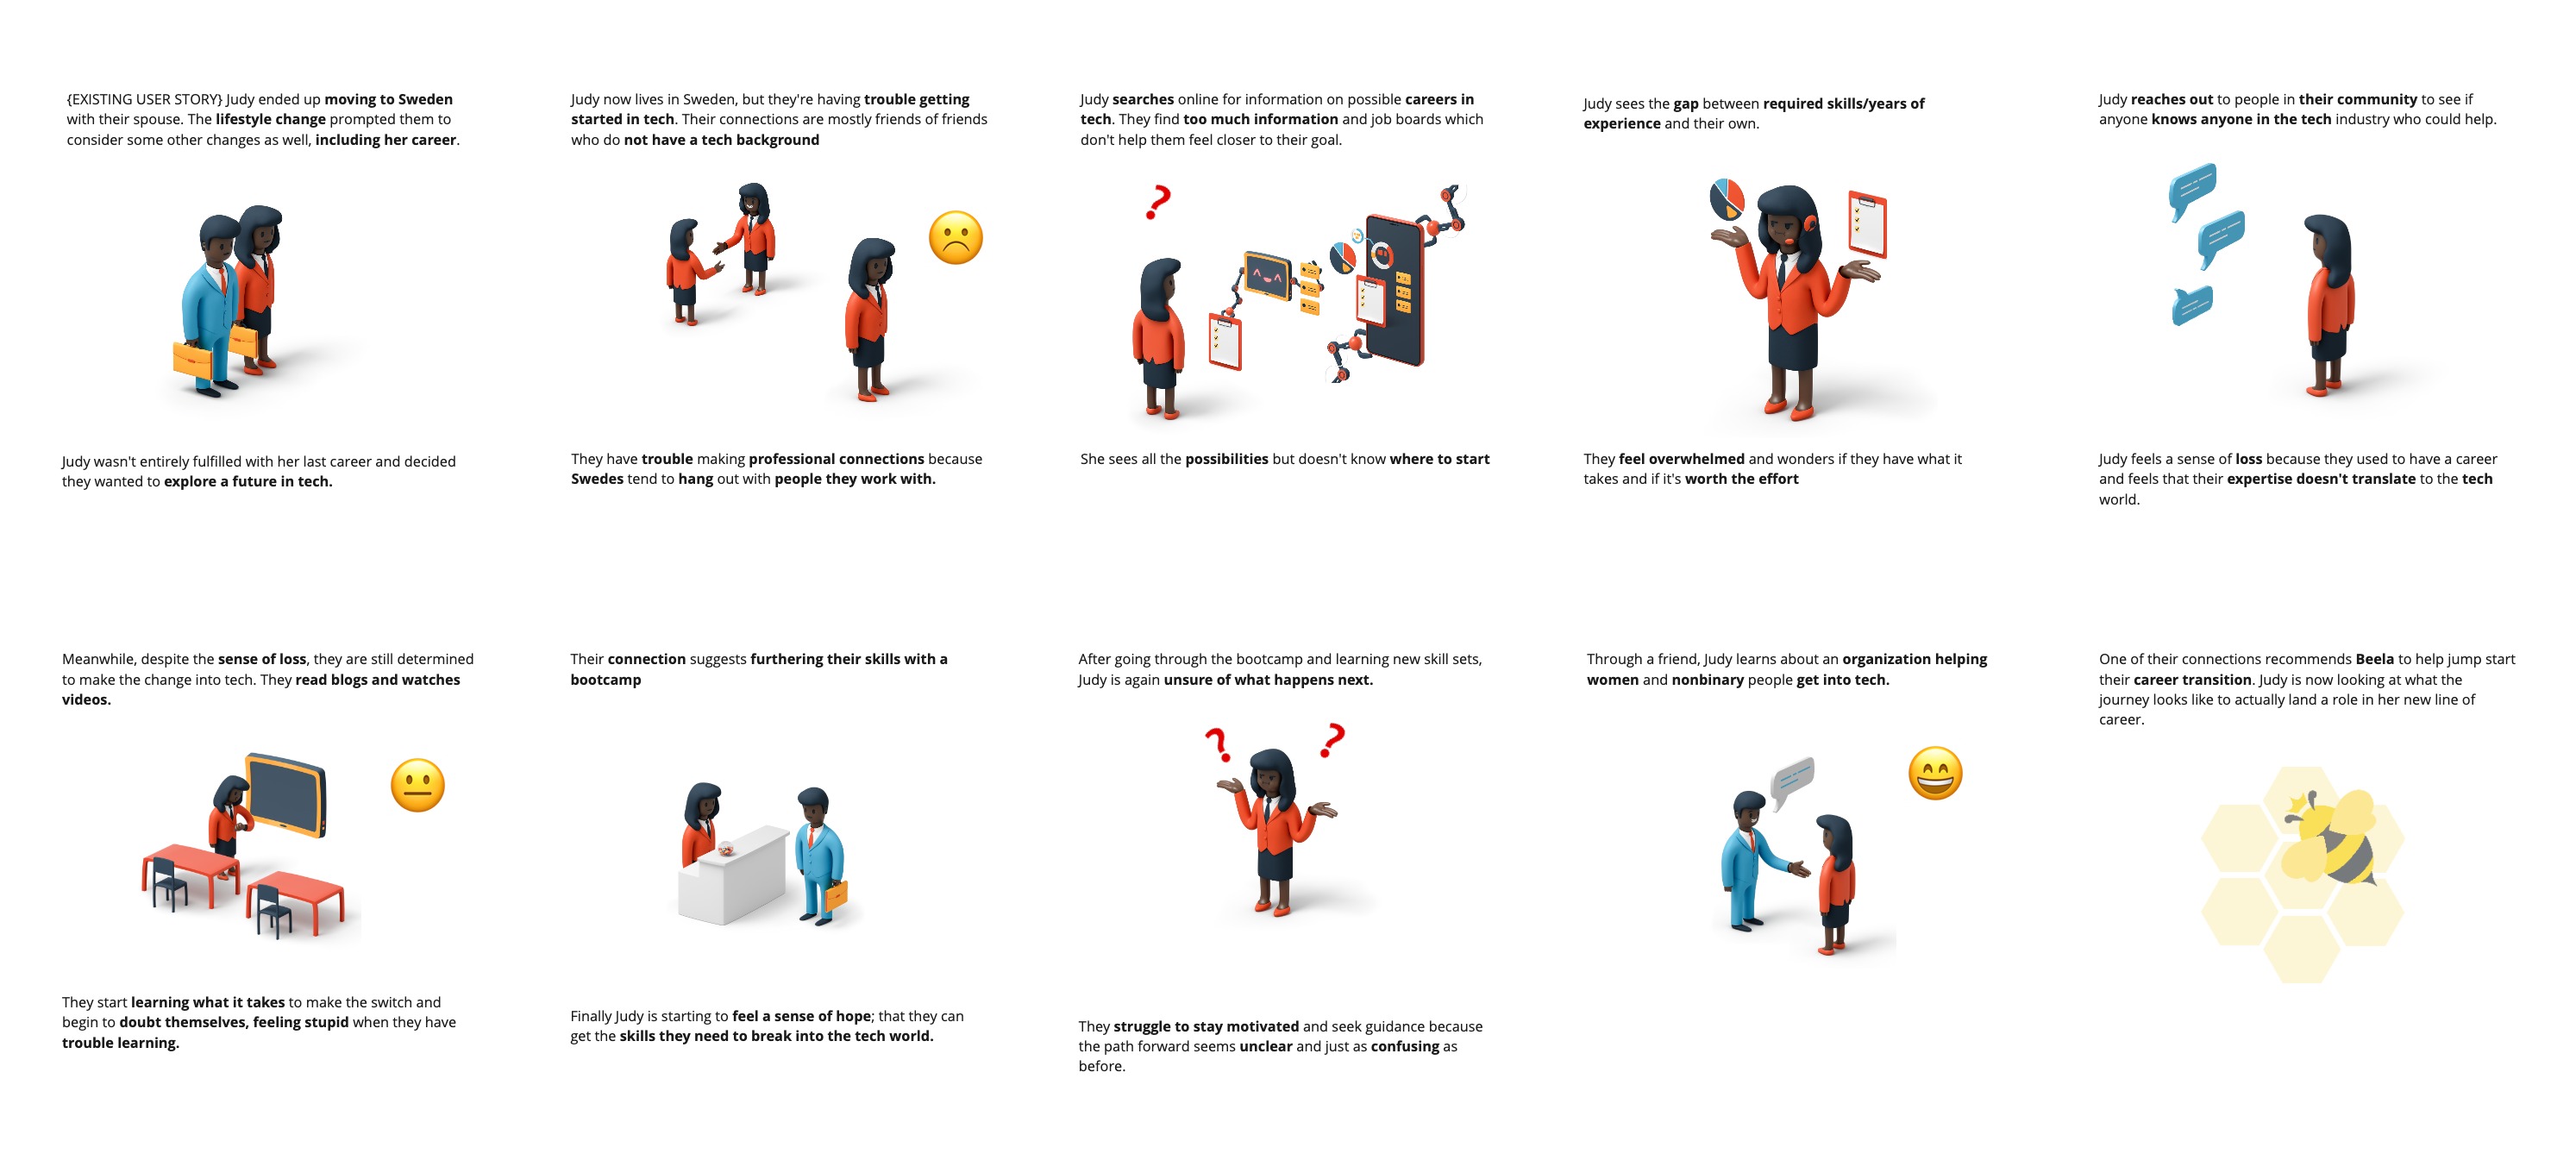 {EXISTING USER STORY} Judy ended up moving to Sweden
with their spouse. The lifestyle change prompted them to
consider some other changes as well, including her career.
Judy wasn't entirely fulfilled with her last career and decided
they wanted to explore a future in tech.
Judy now lives in Sweden, but they're having trouble getting
started in tech. Their connections are mostly friends of friends
who do not have a tech background
They have trouble making professional connections because
Swedes tend to hang out with people they work with.
Judy searches online for information on possible careers in
tech. They find too much information and job boards which
don't help them feel closer to their goal.
She sees all the possibilities but doesn't know where to start
Judy sees the gap between required skills/years of
experience and their own.
They feel overwhelmed and wonders if they have what it
takes and if it's worth the effort
Judy reaches out to people in their community to see if
anyone knows anyone in the tech industry who could help.
Judy feels a sense of loss because they used to have a career
and feels that their expertise doesn't translate to the tech
world.
Meanwhile, despite the sense of loss, they are still determined
to make the change into tech. They read blogs and watches
videos.
They start learning what it takes to make the switch and
begin to doubt themselves, feeling stupid when they have
trouble learning.
Their connection suggests furthering their skills with a
bootcamp
Finally Judy is starting to feel a sense of hope; that they can
get the skills they need to break into the tech world.
After going through the bootcamp and learning new skill sets,
Judy is again unsure of what happens next.
? ?
They struggle to stay motivated and seek guidance because
the path forward seems unclear and just as confusing as
before.
Through a friend, Judy learns about an organization helping
women and nonbinary people get into tech.
One of their connections recommends Beela to help jump start
their career transition. Judy is now looking at what the
journey looks like to actually land a role in her new line of
career.